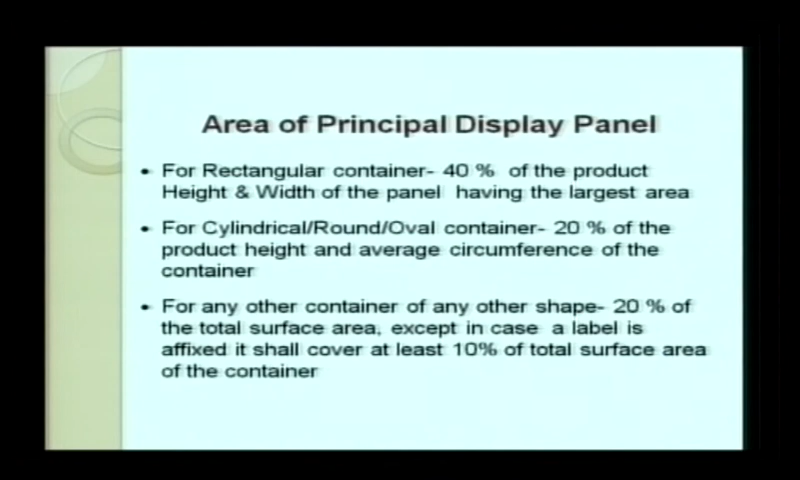 Area of Principal Display Panel
• For Rectangular container- 40 % of the product
Height & Width of the panel having the largest area
• For Cylindrical/Round/Oval container- 20 % of the
product height and average circumference of the
container
• For any other container of any other shape- 20 % of
the total surface area, except in case a label is
affixed it shall cover at least 10% of total surface area
of the container